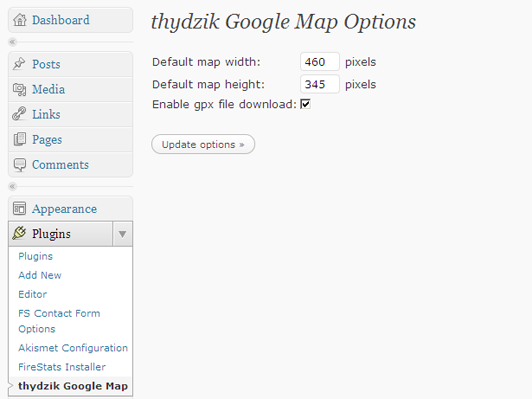 Dashboard
Posts
Media
Links
Pages
Comments
Appearance
Plugins
Plugins
Add New
Editor
FS Contact Form
Options
Akismet Configuration
FireStats Installer
thydzik Google Map
thydzik Google Map Options
Default map width: 460 pixels
Default map height: 345 pixels
Enable gpx file download:
Update options »